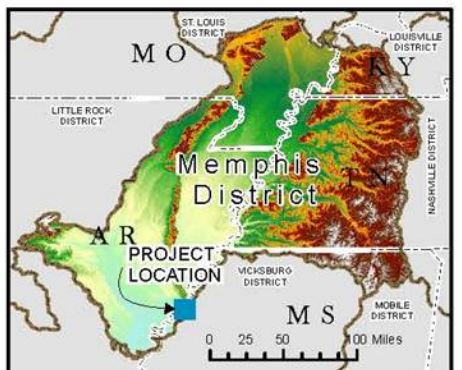 ST. LOUIS
DISTRICT
LOUISVILLE
DISTRICT
M O
K Y
LITTLE ROCK
DISTRICT
NASHVILLE DISTRICT
Memphis
District
T N
A R
PROJECT
LOCATION
VICKSBURG
DISTRICT
MOBILE
DISTRICT
M S
0 25 50 100 Miles